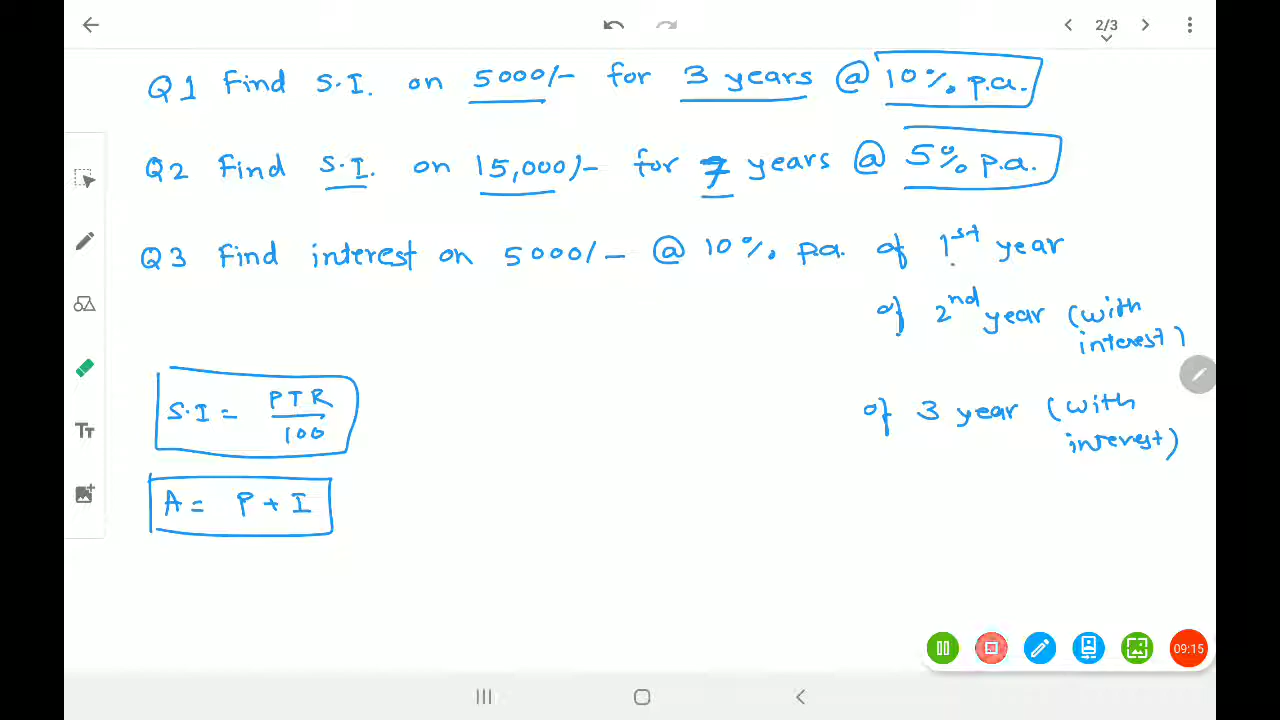 2/3
Q1 Find S.I. on 5000/- for 3 years @ 10% p.a.
Q2 Find S.I. on 15,000/- for 7 years @ 5% p.a.
Q3 Find interest on 5000/- @ 10% p.a. of 1st year
of 2nd year (with
interest)
of 3 year (with
interest)
S.I = PTR
100
A = P + I
Tт
09:15